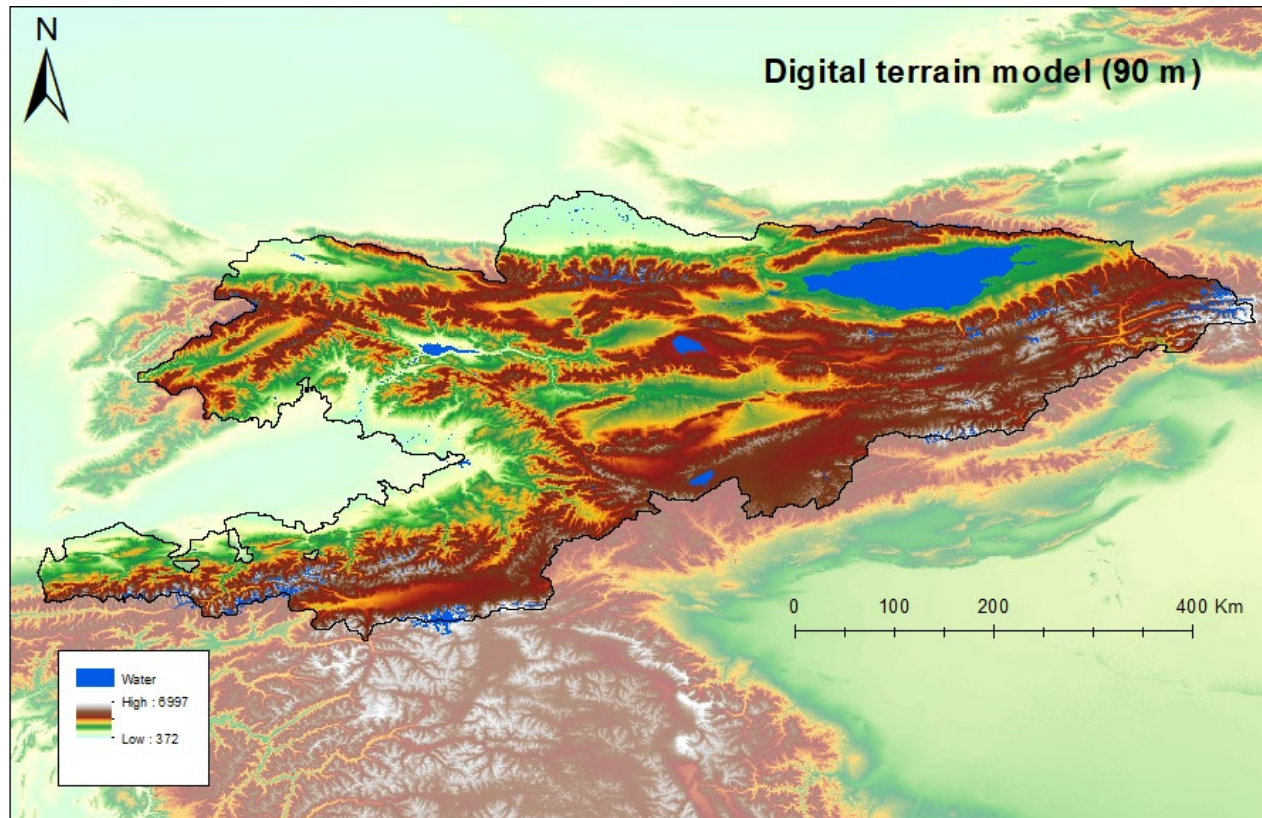 N
Digital terrain model (90 m)
0 100 200 400 Km
Water
High : 6997
Low : 372